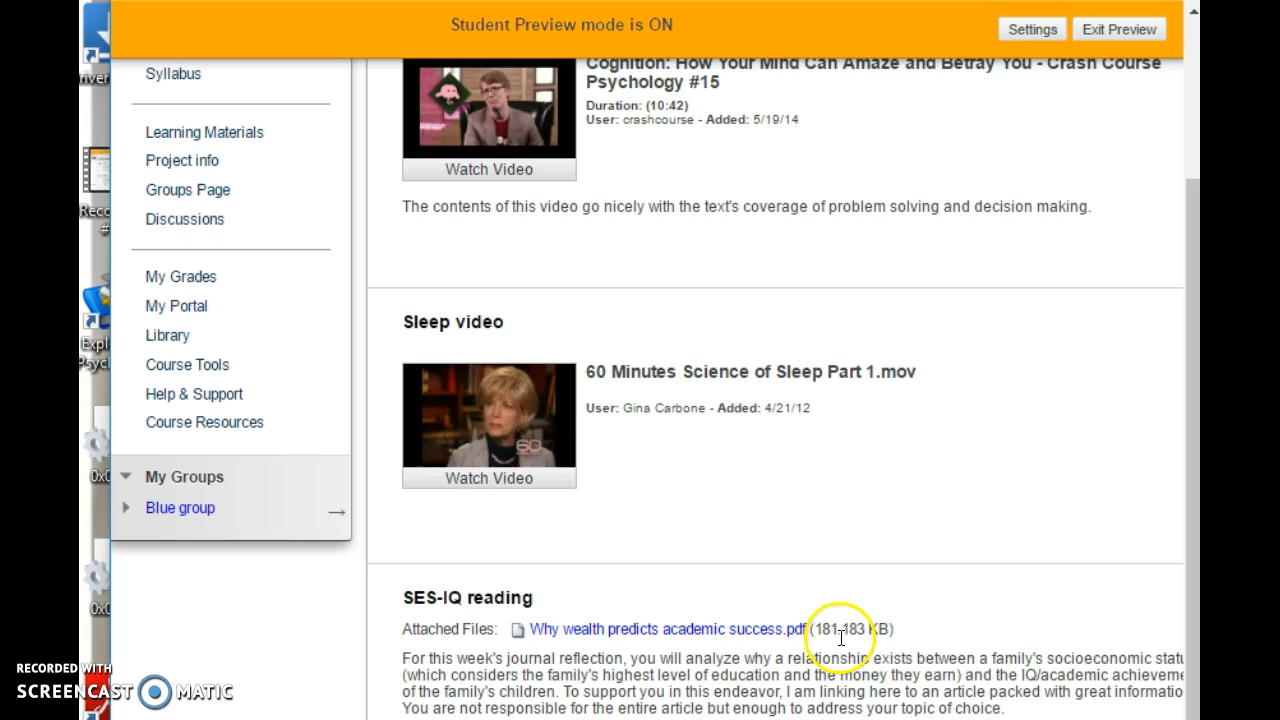 Student Preview mode is ON
Settings
Exit Preview
Syllabus
Learning Materials
Project info
Groups Page
Discussions
My Grades
My Portal
Library
Course Tools
Help & Support
Course Resources
My Groups
Blue group
Cognition: How Your Mind Can Amaze and Betray You - Crash Course
Psychology #15
Duration: (10:42)
User: crashcourse - Added: 5/19/14
Watch Video
The contents of this video go nicely with the text's coverage of problem solving and decision making.
Sleep video
60 Minutes Science of Sleep Part 1.mov
User: Gina Carbone - Added: 4/21/12
60
Watch Video
SES-IQ reading
Attached Files: Why wealth predicts academic success.pdf (181.183 KB)
For this week's journal reflection, you will analyze why a relationship exists between a family's socioeconomic statu
(which considers the family's highest level of education and the money they earn) and the IQ/academic achieveme
of the family's children. To support you in this endeavor, I am linking here to an article packed with great informatio
You are not responsible for the entire article but enough to address your topic of choice.
RECORDED WITH
SCREENCAST MATIC